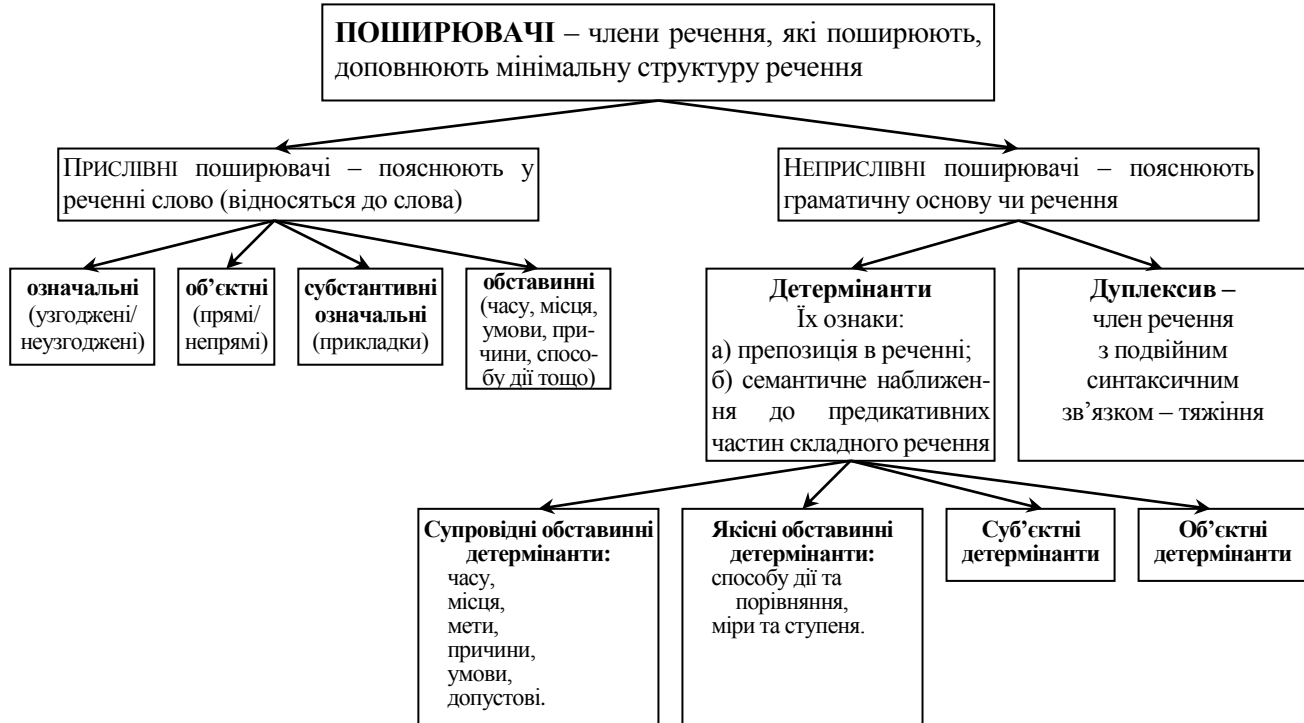 ПОШИРЮВАЧІ – члени речення, які поширюють,
доповнюють мінімальну структуру речення
ПРИСЛІВНІ поширювачі – пояснюють у
реченні слово (відносяться до слова)
НЕПРИСЛІВНІ поширювачі – пояснюють
граматичну основу чи речення
означальні
(узгоджені/
неузгоджені)
об’єктні
(прямі/
непрямі)
субстантивні
означальні
(прикладки)
обставинні
(часу, місця,
умови, при-
чини, спосо-
бу дії тощо)
Детермінанти
Їх ознаки:
а) препозиція в реченні;
б) семантичне наближен-
ня до предикативних
частин складного речення
Дуплексив –
член речення
з подвійним
синтаксичним
зв’язком – тяжіння
Супровідні обставинні
детермінанти:
часу,
місця,
мети,
причини,
умови,
допустові.
Якісні обставинні
детермінанти:
способу дії та
порівняння,
міри та ступеня.
Суб’єктні
детермінанти
Об’єктні
детермінанти